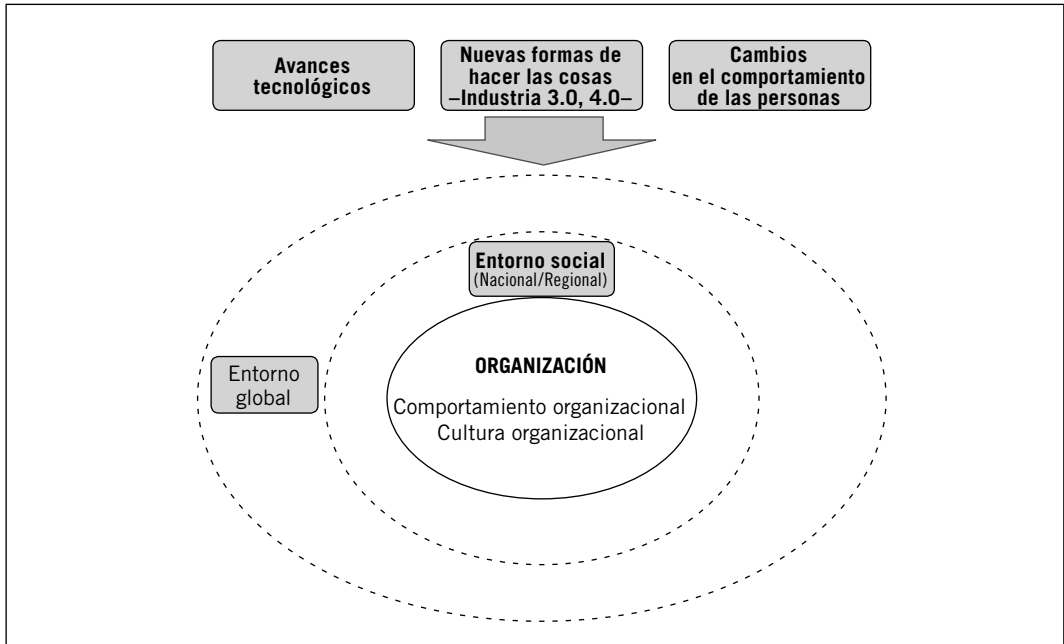 Avances
tecnológicos
Nuevas formas de
hacer las cosas
–Industria 3.0, 4.0–
Cambios
en el comportamiento
de las personas
Entorno social
(Nacional/Regional)
ORGANIZACIÓN
Entorno
global
Comportamiento organizacional
Cultura organizacional